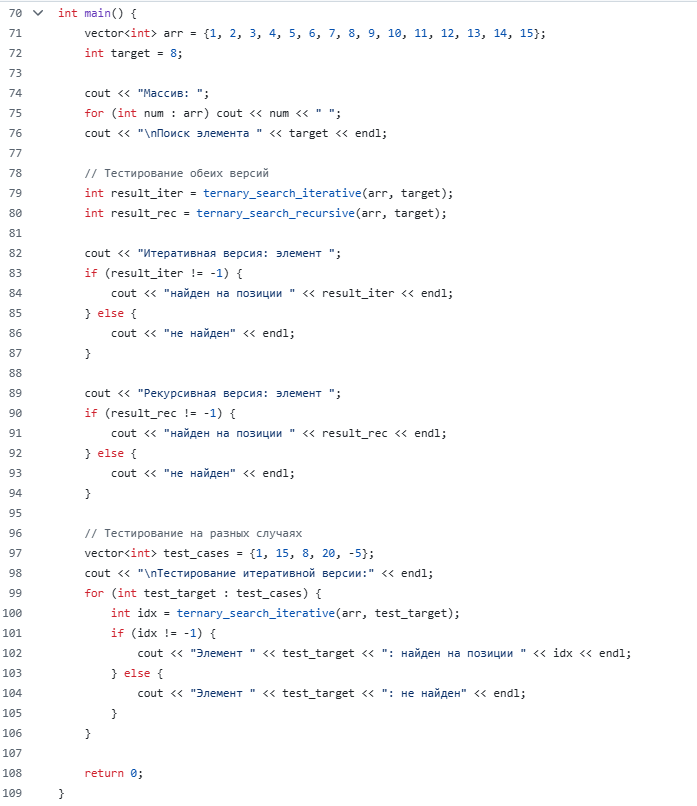 70 int main() {
71 vector<int> arr = {1, 2, 3, 4, 5, 6, 7, 8, 9, 10, 11, 12, 13, 14, 15};
72 int target = 8;
73
74 cout << "Массив: ";
75 for (int num : arr) cout << num << " ";
76 cout << "\nПоиск элемента " << target << endl;
77
78 // Тестирование обеих версий
79 int result_iter = ternary_search_iterative(arr, target);
80 int result_rec = ternary_search_recursive(arr, target);
81
82 cout << "Итеративная версия: элемент ";
83 if (result_iter != -1) {
84 cout << "найден на позиции " << result_iter << endl;
85 } else {
86 cout << "не найден" << endl;
87 }
88
89 cout << "Рекурсивная версия: элемент ";
90 if (result_rec != -1) {
91 cout << "найден на позиции " << result_rec << endl;
92 } else {
93 cout << "не найден" << endl;
94 }
95
96 // Тестирование на разных случаях
97 vector<int> test_cases = {1, 15, 8, 20, -5};
98 cout << "\nТестирование итеративной версии:" << endl;
99 for (int test_target : test_cases) {
100 int idx = ternary_search_iterative(arr, test_target);
101 if (idx != -1) {
102 cout << "Элемент " << test_target << ": найден на позиции " << idx << endl;
103 } else {
104 cout << "Элемент " << test_target << ": не найден" << endl;
105 }
106 }
107
108 return 0;
109 }